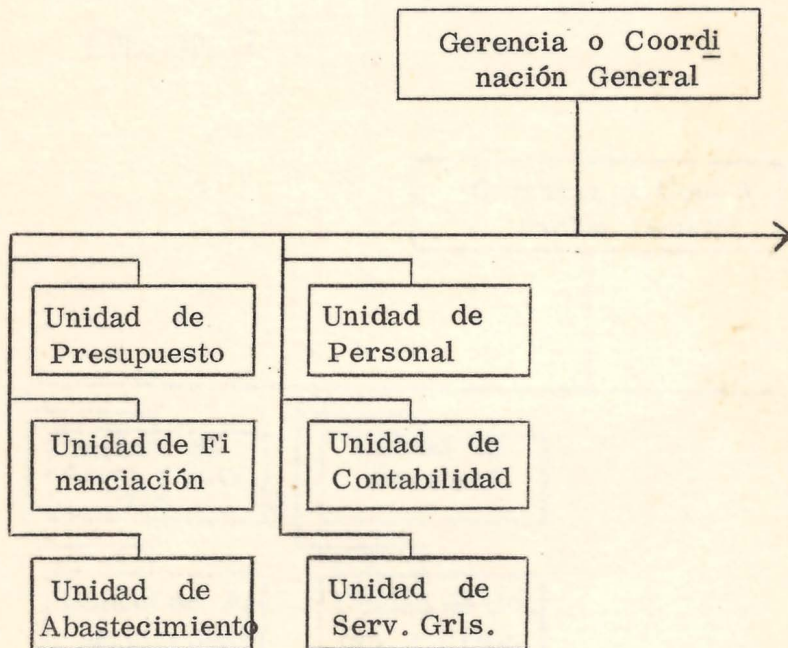 Gerencia o Coordi
nación General
Unidad de
Presupuesto
Unidad de
Personal
Unidad de Fi
nanciación
Unidad de
Contabilidad
Unidad de
Abastecimiento
Unidad de
Serv. Grls.